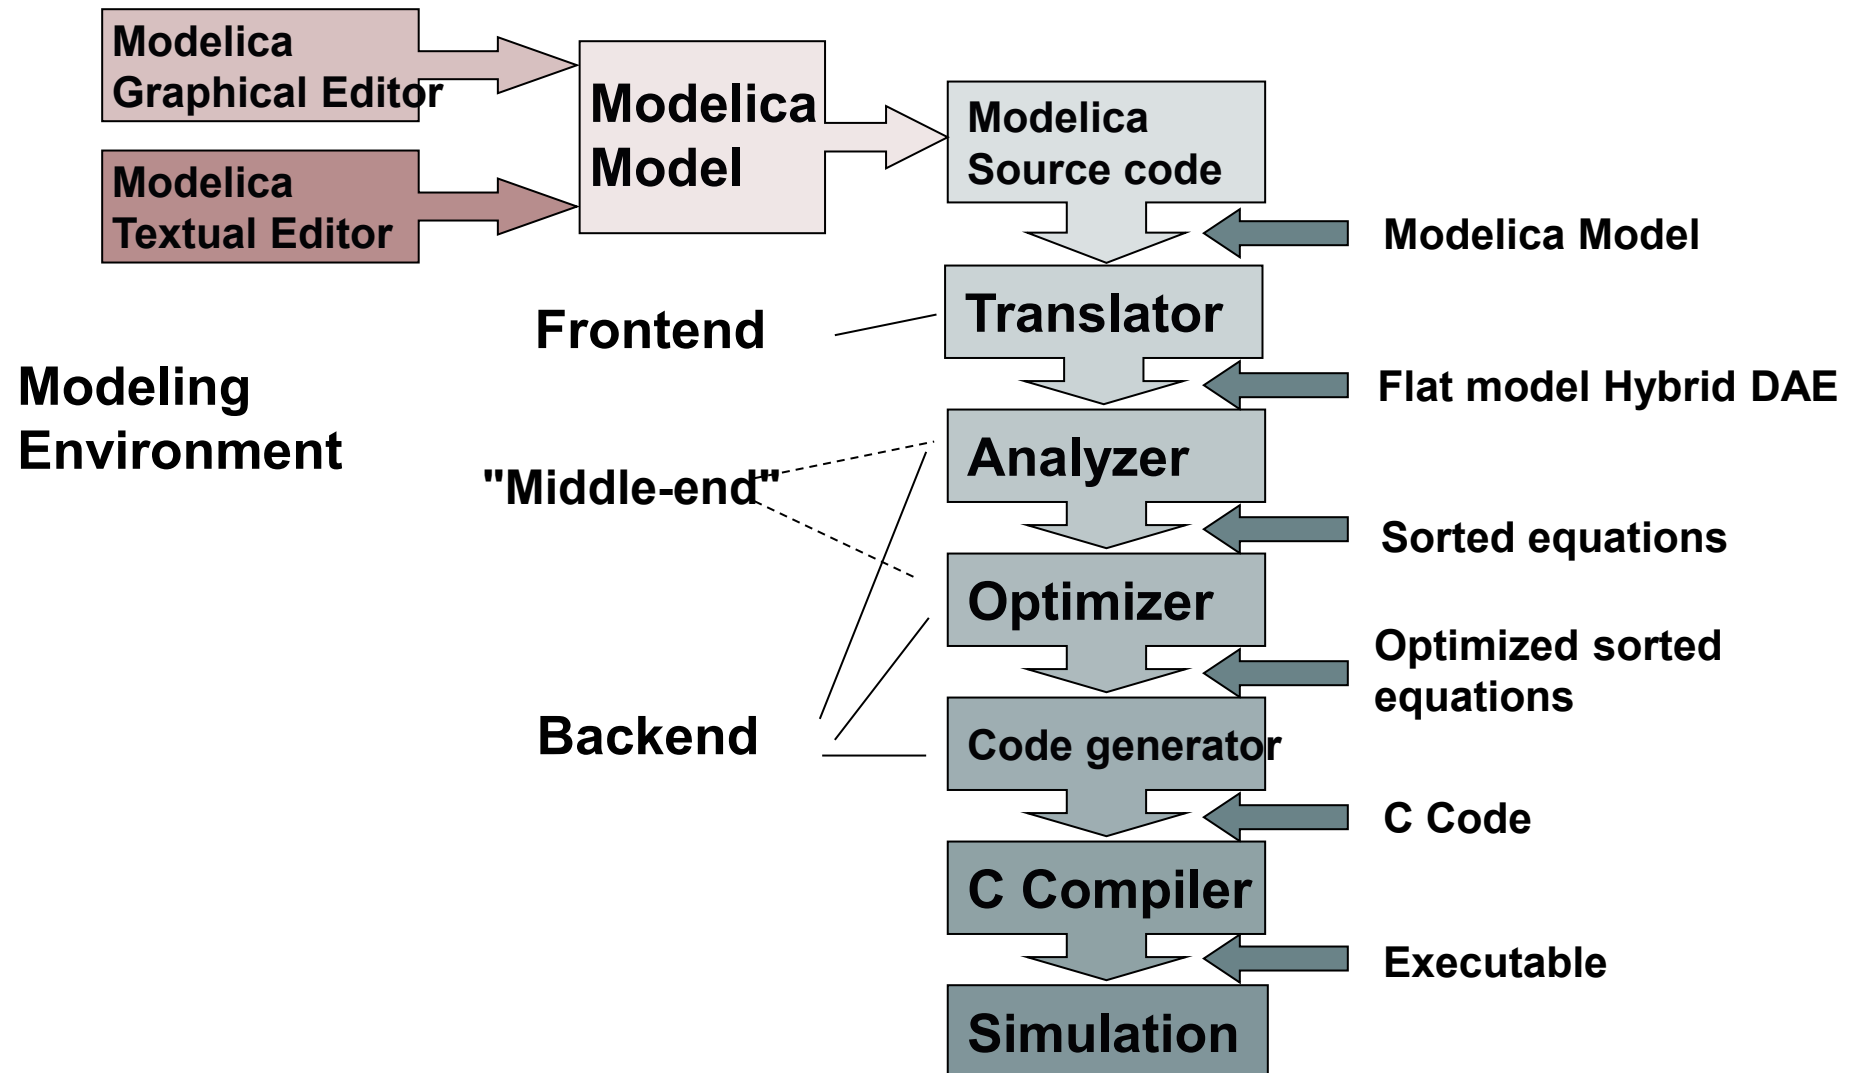 Modelica
Graphical Editor
Modelica
Textual Editor
Modelica
Model
Modelica
Source code
Modelica Model
Translator
Frontend
Flat model Hybrid DAE
Modeling
Environment
Analyzer
"Middle-end"
Sorted equations
Optimizer
Optimized sorted
equations
Backend
Code generator
C Code
C Compiler
Executable
Simulation